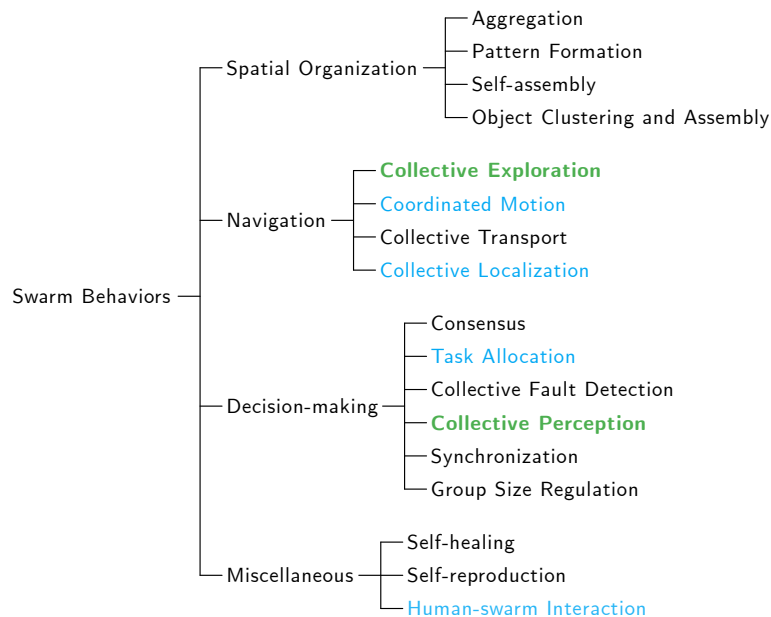 Swarm Behaviors
Spatial Organization
Aggregation
Pattern Formation
Self-assembly
Object Clustering and Assembly
Navigation
Collective Exploration
Coordinated Motion
Collective Transport
Collective Localization
Decision-making
Consensus
Task Allocation
Collective Fault Detection
Collective Perception
Synchronization
Group Size Regulation
Miscellaneous
Self-healing
Self-reproduction
Human-swarm Interaction